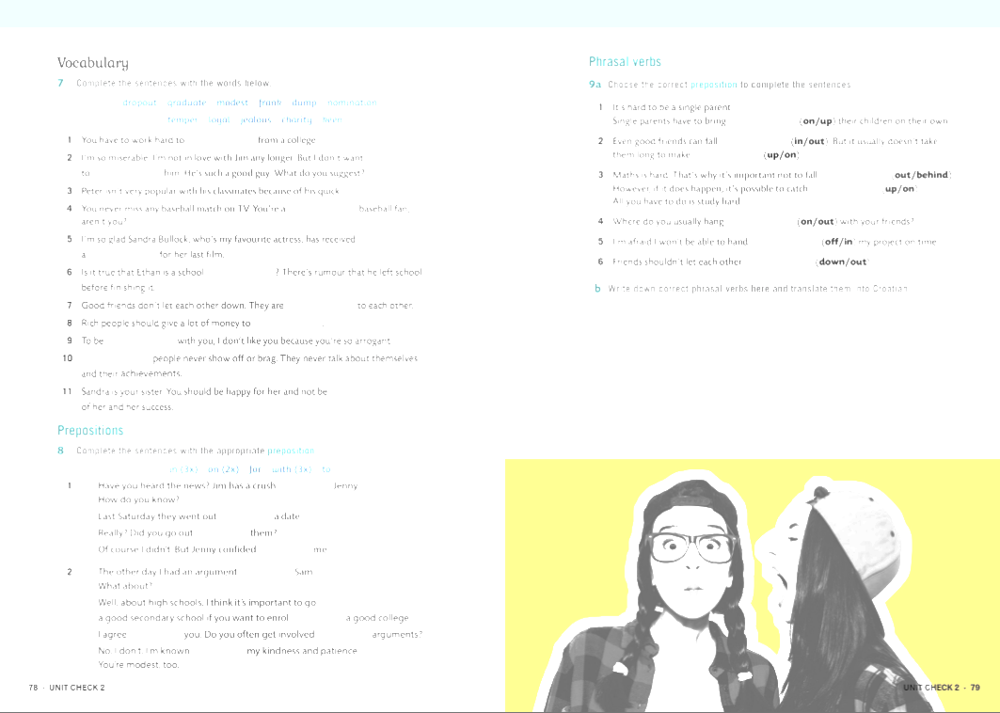 Vocabulary
7 Complete the sentences with the words below.
dropout graduate modest frank dump nomination
temper loyal jealous charity keen
1 You have to work hard to from a college
2 I'm so miserable. I'm not in love with Jim any longer. But I don't want
to him. He's such a good guy. What do you suggest?
3 Peter isn't very popular with his classmates because of his quick
4 You never miss any baseball match on TV. You're a baseball fan,
aren't you?
5 I'm so glad Sandra Bullock, who's my favourite actress, has received
a for her last film.
6 Is it true that Ethan is a school ? There's rumour that he left school
before finishing it.
7 Good friends don't let each other down. They are to each other.
8 Rich people should give a lot of money to .
9 To be with you, I don't like you because you're so arrogant.
10 people never show off or brag. They never talk about themselves
and their achievements.
11 Sandra is your sister. You should be happy for her and not be
of her and her success.
Prepositions
8 Complete the sentences with the appropriate preposition
in (3x) on (2x) for with (3x) to
1 Have you heard the news? Jim has a crush Jenny.
How do you know?
Last Saturday they went out a date
Really? Did you go out them?
Of course I didn't. But Jenny confided me
2 The other day I had an argument Sam
What about?
Well, about high schools. I think it's important to go
a good secondary school if you want to enrol a good college
I agree you. Do you often get involved arguments?
No, I don't. I'm known my kindness and patience
You're modest, too.
78 - UNIT CHECK 2
Phrasal verbs
9a Choose the correct preposition to complete the sentences
1 It's hard to be a single parent
Single parents have to bring (on/up) their children on their own
2 Even good friends can fall (in/out). But it usually doesn't take
them long to make (up/on)
3 Maths is hard. That's why it's important not to fall (out/behind)
However, if it does happen, it's possible to catch up/on)
All you have to do is study hard
4 Where do you usually hang (on/out) with your friends?
5 I'm afraid I won't be able to hand (off/in) my project on time
6 Friends shouldn't let each other (down/out)
b Write down correct phrasal verbs here and translate them into Croatian.
UNIT CHECK 2 - 79